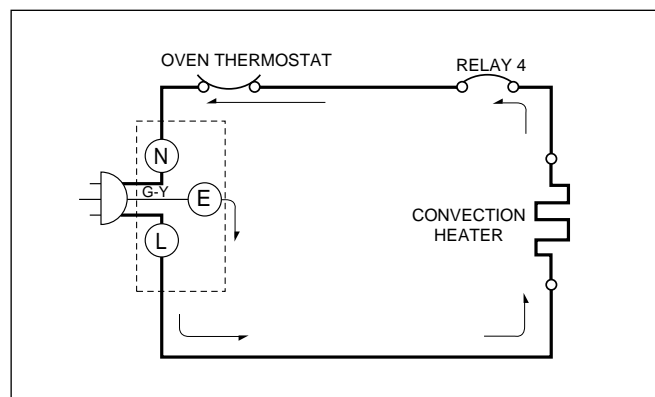 OVEN THERMOSTAT
RELAY 4
N
G-Y
E
L
CONVECTION
HEATER